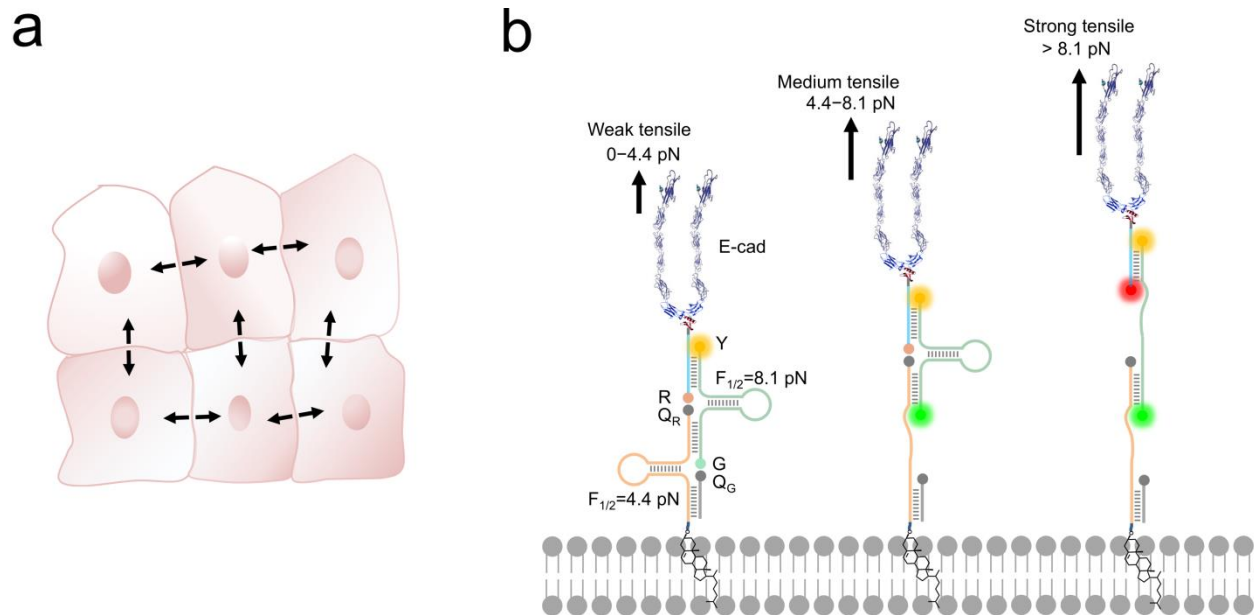 a
b
Weak tensile
0−4.4 pN
Medium tensile
4.4−8.1 pN
Strong tensile
> 8.1 pN
E-cad
Y
F1/2=8.1 pN
R
QR
G
QG
F1/2=4.4 pN